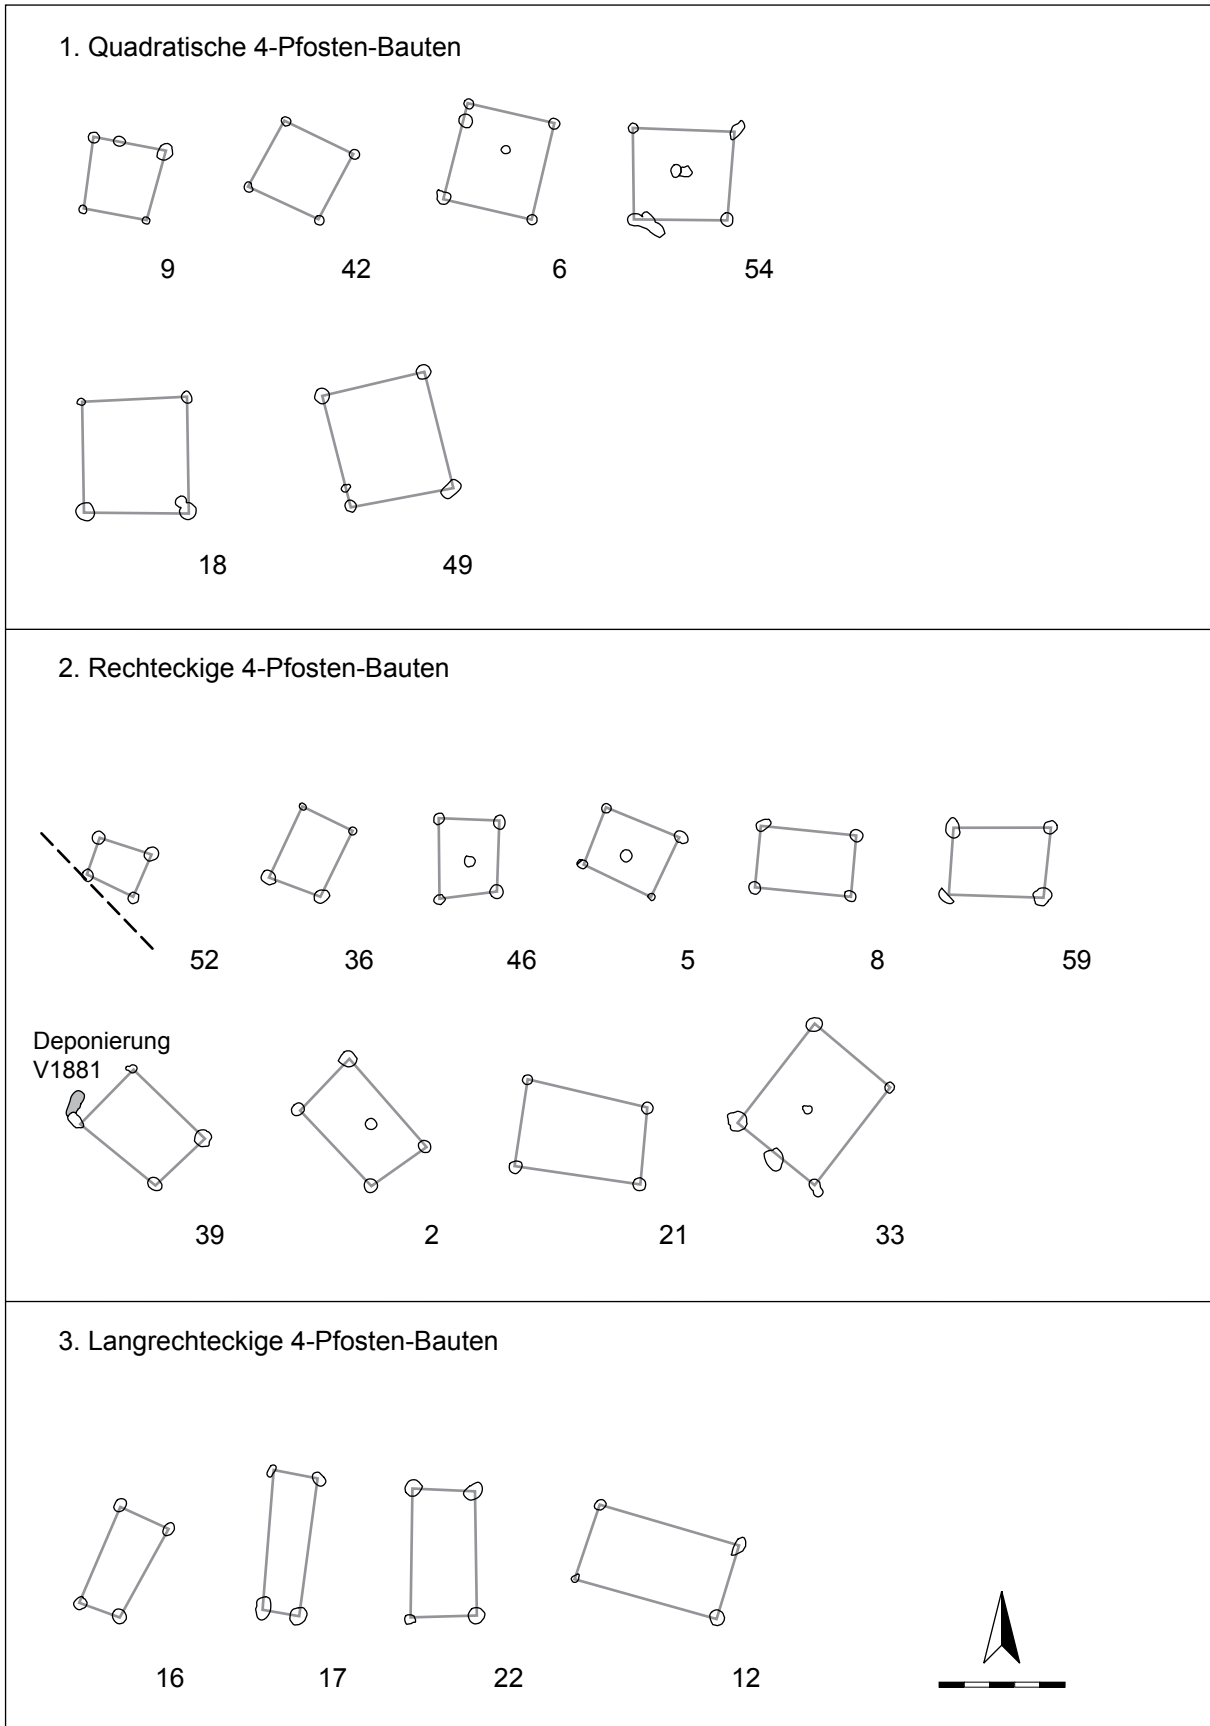 1. Quadratische 4-Pfosten-Bauten
9 42 6 54
18 49
2. Rechteckige 4-Pfosten-Bauten
52 36 46 5 8 59
Deponierung
V1881
39 2 21 33
3. Langrechteckige 4-Pfosten-Bauten
16 17 22 12